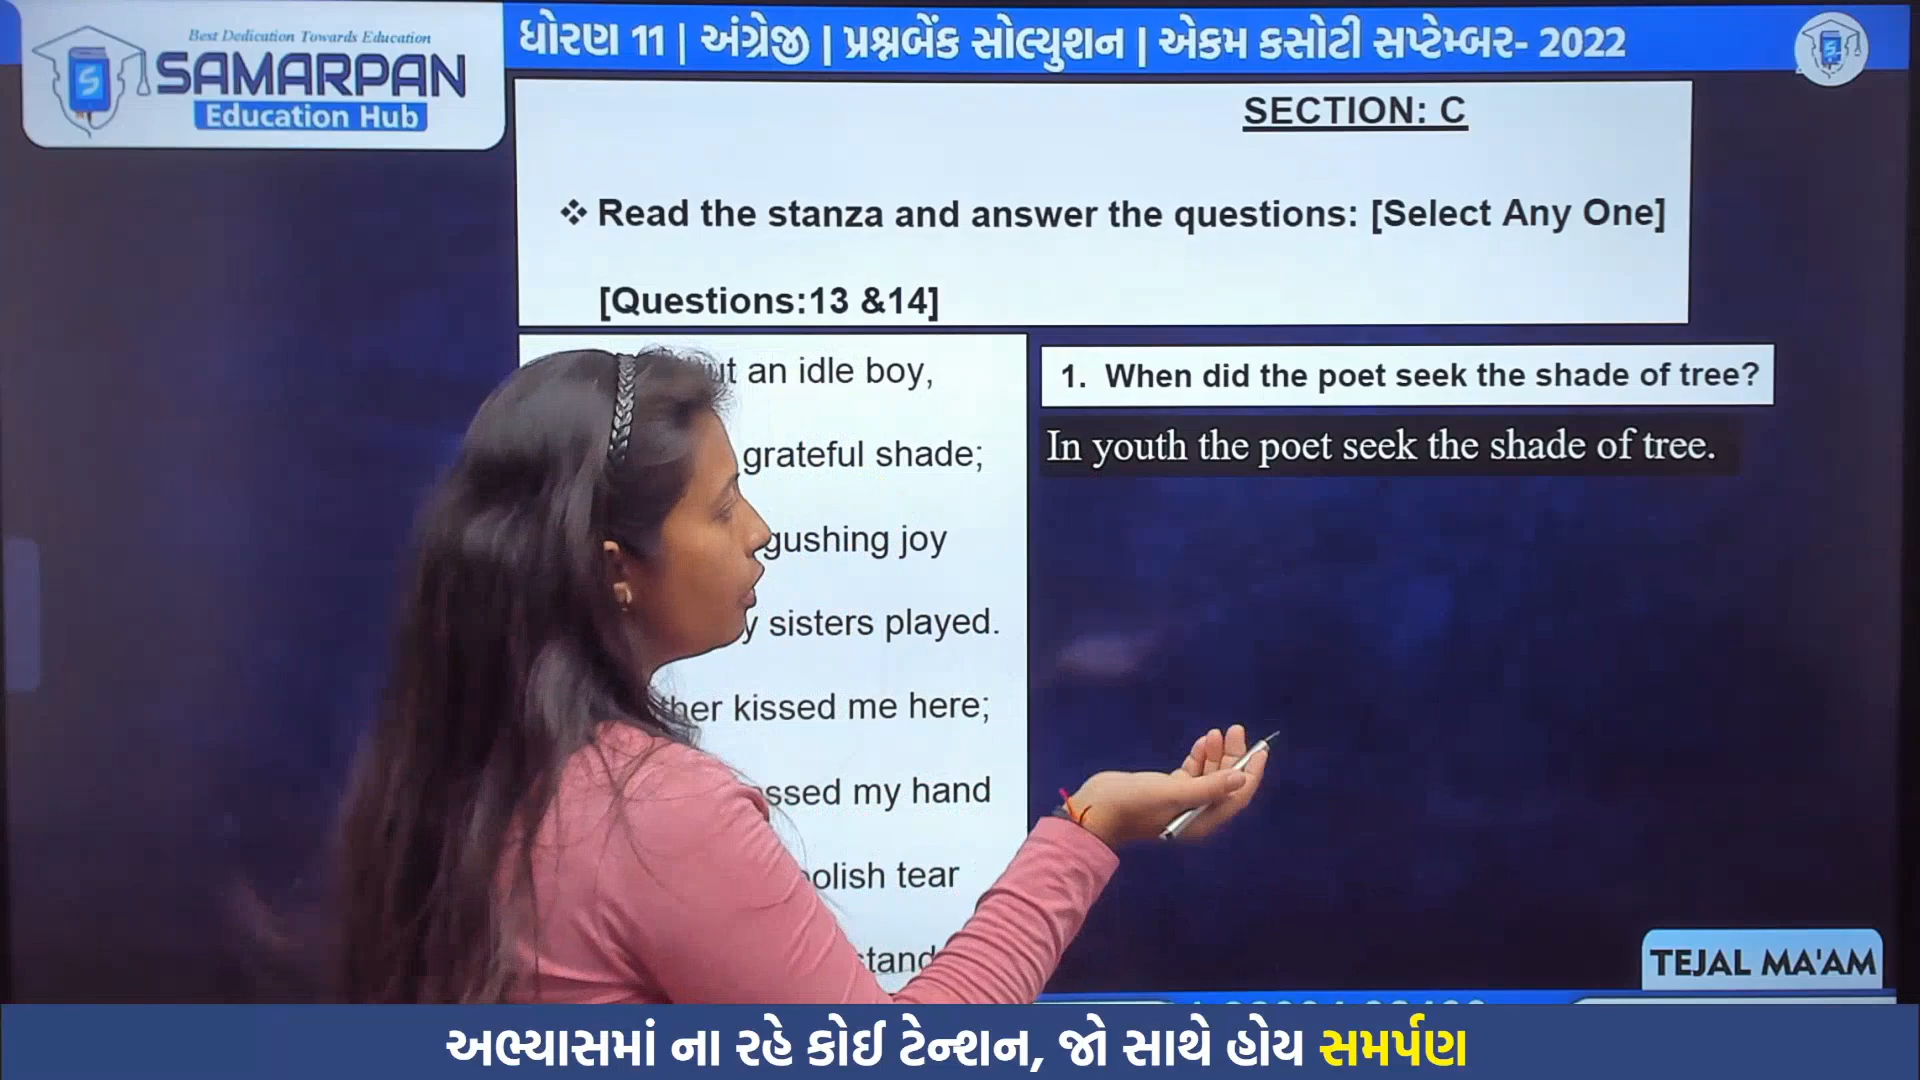 Best Dedication Towards Education
SAMARPAN
Education Hub
ધોરણ 11 | અંગ્રેજી | પ્રશ્નબેંક સોલ્યુશન | એકમ કસોટી સપ્ટેમ્બર- 2022
SECTION: C
❖ Read the stanza and answer the questions: [Select Any One]
[Questions:13 &14]
an idle boy,
grateful shade;
gushing joy
sisters played.
kissed me here;
my hand
tear
1. When did the poet seek the shade of tree?
In youth the poet seek the shade of tree.
TEJAL MA'AM
અભ્યાસમાં ના રહે કોઈ ટેન્શન, જો સાથે હોય સમર્પણ